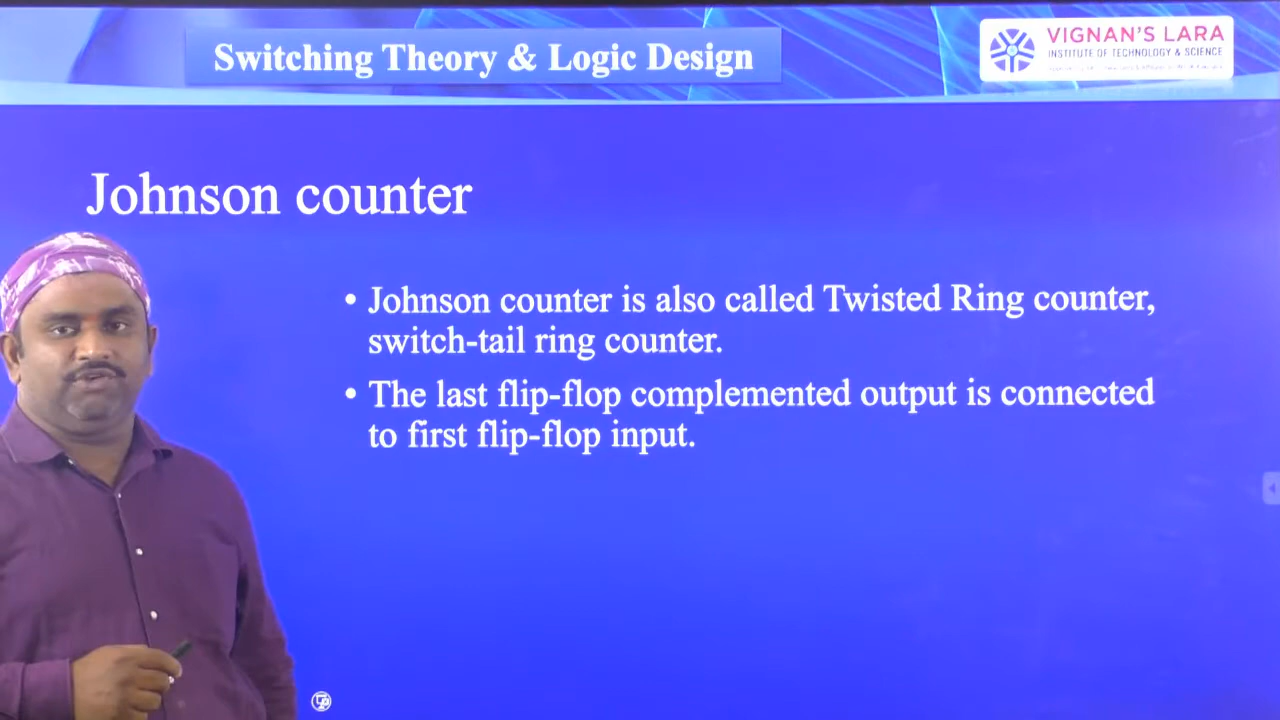 Switching Theory & Logic Design
VIGNAN'S LARA
INSTITUTE OF TECHNOLOGY & SCIENCE
Johnson counter
• Johnson counter is also called Twisted Ring counter,
switch-tail ring counter.
• The last flip-flop complemented output is connected
to first flip-flop input.